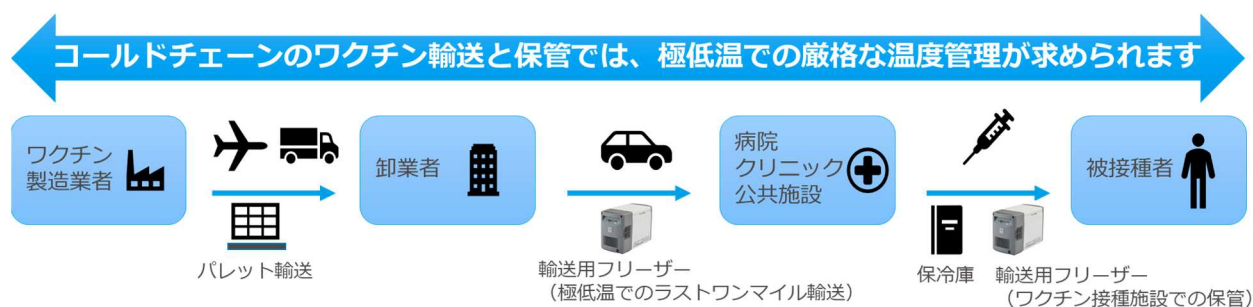 コールドチェーンのワクチン輸送と保管では、極低温での厳格な温度管理が求められます
ワクチン
製造業者
卸業者
病院
クリニック
公共施設
被接種者
パレット輸送
輸送用フリーザー
（極低温でのラストワンマイル輸送）
保冷庫
輸送用フリーザー
（ワクチン接種施設での保管）